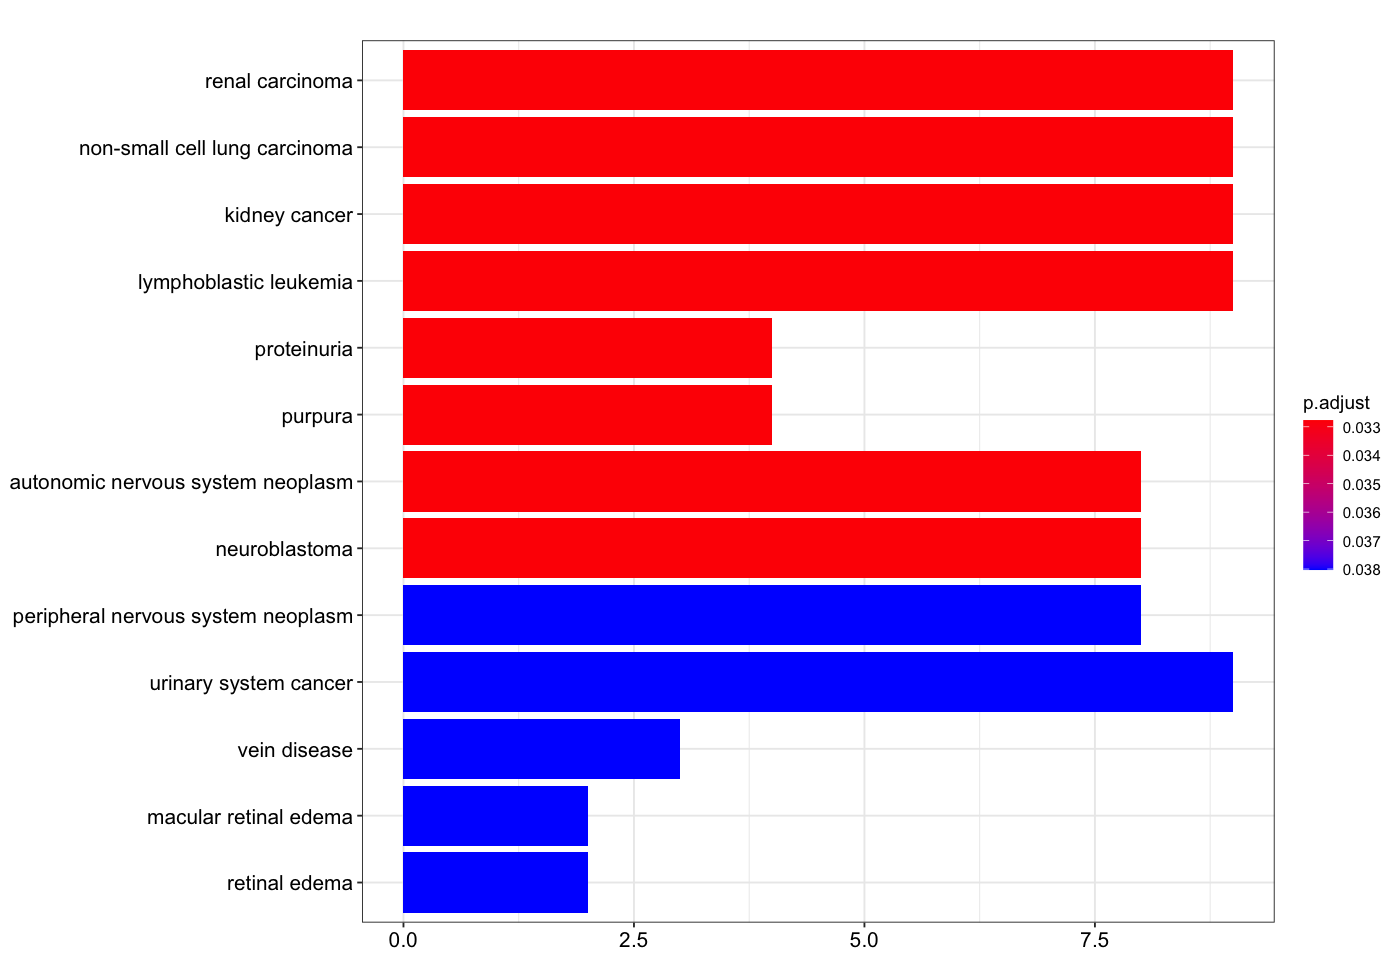 renal carcinoma
non-small cell lung carcinoma
kidney cancer
lymphoblastic leukemia
proteinuria
purpura
autonomic nervous system neoplasm
neuroblastoma
peripheral nervous system neoplasm
urinary system cancer
vein disease
macular retinal edema
retinal edema
0.0 2.5 5.0 7.5
p.adjust
0.033
0.034
0.035
0.036
0.037
0.038